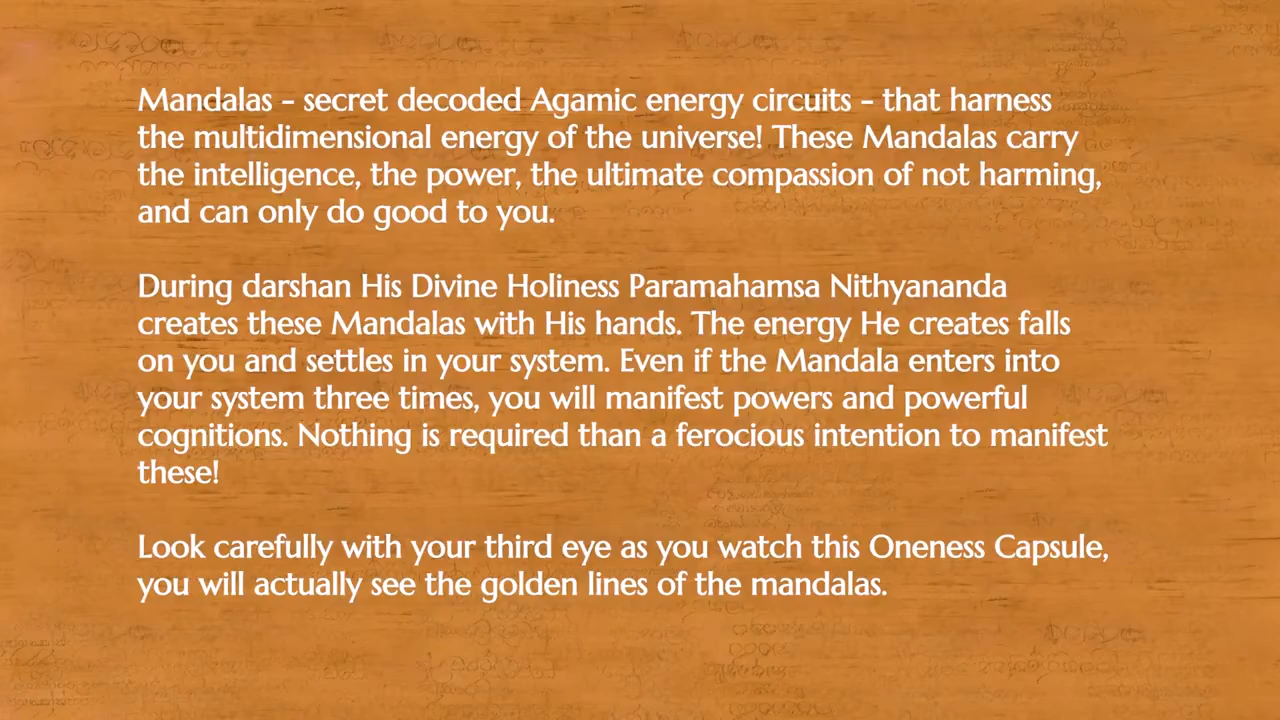 Mandalas - secret decoded Agamic energy circuits - that harness
the multidimensional energy of the universe! These Mandalas carry
the intelligence, the power, the ultimate compassion of not harming,
and can only do good to you.
During darshan His Divine Holiness Paramahamsa Nithyananda
creates these Mandalas with His hands. The energy He creates falls
on you and settles in your system. Even if the Mandala enters into
your system three times, you will manifest powers and powerful
cognitions. Nothing is required than a ferocious intention to manifest
these!
Look carefully with your third eye as you watch this Oneness Capsule,
you will actually see the golden lines of the mandalas.